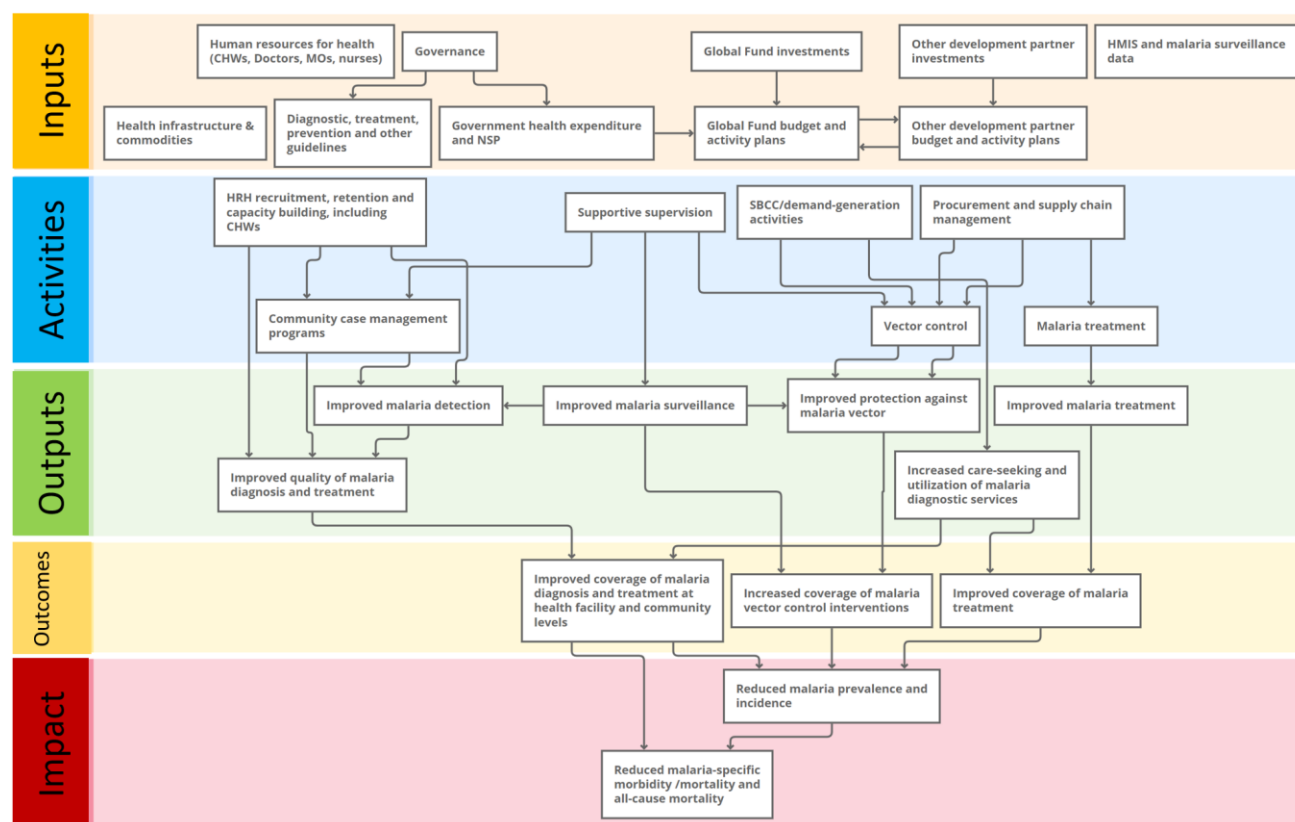 Inputs
Human resources for health
(CHWs, Doctors, MOs, nurses)
Governance
Global Fund investments
Other development partner
investments
HMIS and malaria surveillance
data
Health infrastructure &
commodities
Diagnostic, treatment,
prevention and other
guidelines
Government health expenditure
and NSP
Global Fund budget and
activity plans
Other development partner
budget and activity plans
Activities
HRH recruitment, retention and
capacity building, including
CHWs
Supportive supervision
SBCC/demand-generation
activities
Procurement and supply chain
management
Community case management
programs
Vector control
Malaria treatment
Outputs
Improved malaria detection
Improved malaria surveillance
Improved protection against
malaria vector
Improved malaria treatment
Improved quality of malaria
diagnosis and treatment
Increased care-seeking and
utilization of malaria
diagnostic services
Outcomes
Improved coverage of malaria
diagnosis and treatment at
health facility and community
levels
Increased coverage of malaria
vector control interventions
Improved coverage of malaria
treatment
Impact
Reduced malaria prevalence and
incidence
Reduced malaria-specific
morbidity /mortality and
all-cause mortality